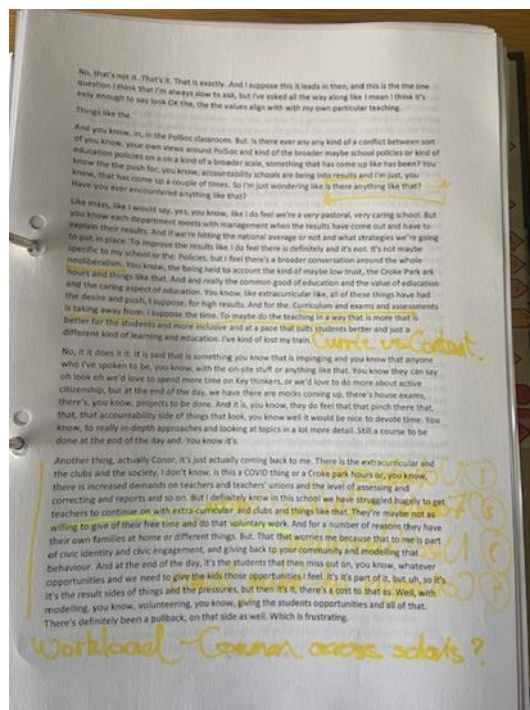 No, that's not it. That's it. That is exactly. And I suppose this it leads in then, and this is the the one
question I think that I'm always slow to ask, but I've asked all the way along like I mean I think it's
easy enough to say look OK the, the the values align with with my own particular teaching.
Things like the.
And you know, in, in the PolSoc classroom. But. Is there ever any any kind of a conflict between sort
of you know, your own views around PolSoc and kind of the broader maybe school policies or kind of
education policies on a on a kind of a broader scale, something that has come up like has been? You
know the the push for, you know, accountability schools are being into results and I'm just, you
know, that has come up a couple of times. So I'm just wondering like is there anything like that?
Have you ever encountered anything like that?
Like mass, like I would say, yes, you know, like I do feel we're a very pastoral, very caring school. But
you know each department meets with management when the results have come out and have to
explain their results. And if we're hitting the national average or not and what strategies we're going
to put in place. To improve the results like I do feel there is definitely and it's not. It's not maybe
specific to my school or the. Policies, but I feel there's a broader conversation around the whole
neoliberalism. You know, the being held to account the kind of maybe low trust, the Croke Park ark
hours and things like that. And and really the common good of education and the value of education
and the caring aspect of education. You know, like extracurricular like, all of these things have had
the desire and push, I suppose, for high results. And for the. Curriculum and exams and assessments
is taking away from. I suppose the time. To maybe do the teaching in a way that is more that is
better for the students and more inclusive and at a pace that suits students better and just a
different kind of learning and education. I've kind of lost my train. Curric vs Context.
No, it it does it it. It is said that is something you know that is impinging and you know that anyone
who I've spoken to be, you know, with the on-site stuff or anything like that. You know they can say
oh look oh we'd love to spend more time on Key thinkers, or we'd love to do more about active
citizenship, but at the end of the day, we have there are mocks coming up, there's house exams,
there's, you know, projects to be done. And it is, you know, they do feel that that pinch there that,
that, that accountability side of things that look, you know well it would be nice to devote time. You
know, to really in-depth approaches and looking at topics in a lot more detail. Still a course to be
done at the end of the day and. You know it's.
Another thing, actually Conor, it's just actually coming back to me. There is the extracurricular and
the clubs and the society, I don't know, is this a COVID thing or a Croke park hours or, you know,
there is increased demands on teachers and teachers' unions and the level of assessing and
correcting and reports and so on. But I definitely know in this school we have struggled hugely to get
teachers to continue on with extra-curricular and clubs and things like that. They're maybe not as
willing to give of their free time and do that voluntary work. And for a number of reasons they have
their own families at home or different things. But. That that worries me because that to me is part
of civic identity and civic engagement, and giving back to your community and modelling that
behaviour. And at the end of the day, it's the students that then miss out on, you know, whatever
opportunities and we need to give the kids those opportunities I feel. It's it's part of it, but uh, so it's
it's the result sides of things and the pressures, but then it's it, there's a cost to that as. Well, with
modelling, you know, volunteering, you know, giving the students opportunities and all of that.
There's definitely been a pullback, on that side as well. Which is frustrating.
Workload - Common across schools?